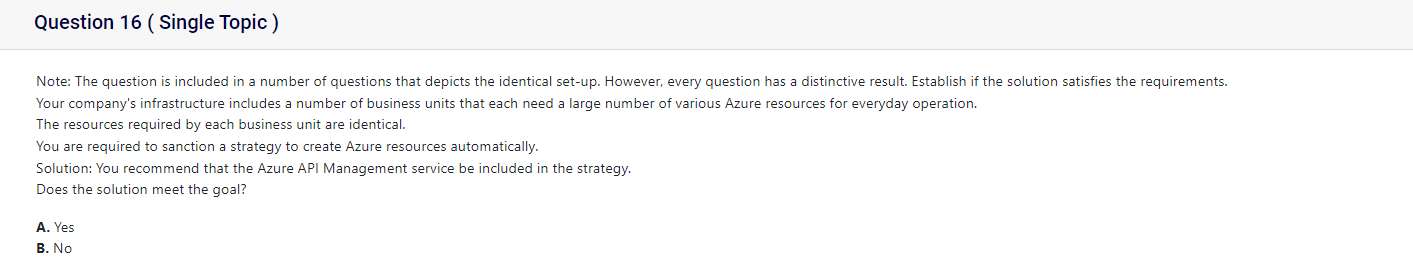 Question 16 ( Single Topic )
Note: The question is included in a number of questions that depicts the identical set-up. However, every question has a distinctive result. Establish if the solution satisfies the requirements.
Your company's infrastructure includes a number of business units that each need a large number of various Azure resources for everyday operation.
The resources required by each business unit are identical.
You are required to sanction a strategy to create Azure resources automatically.
Solution: You recommend that the Azure API Management service be included in the strategy.
Does the solution meet the goal?
A. Yes
B. No